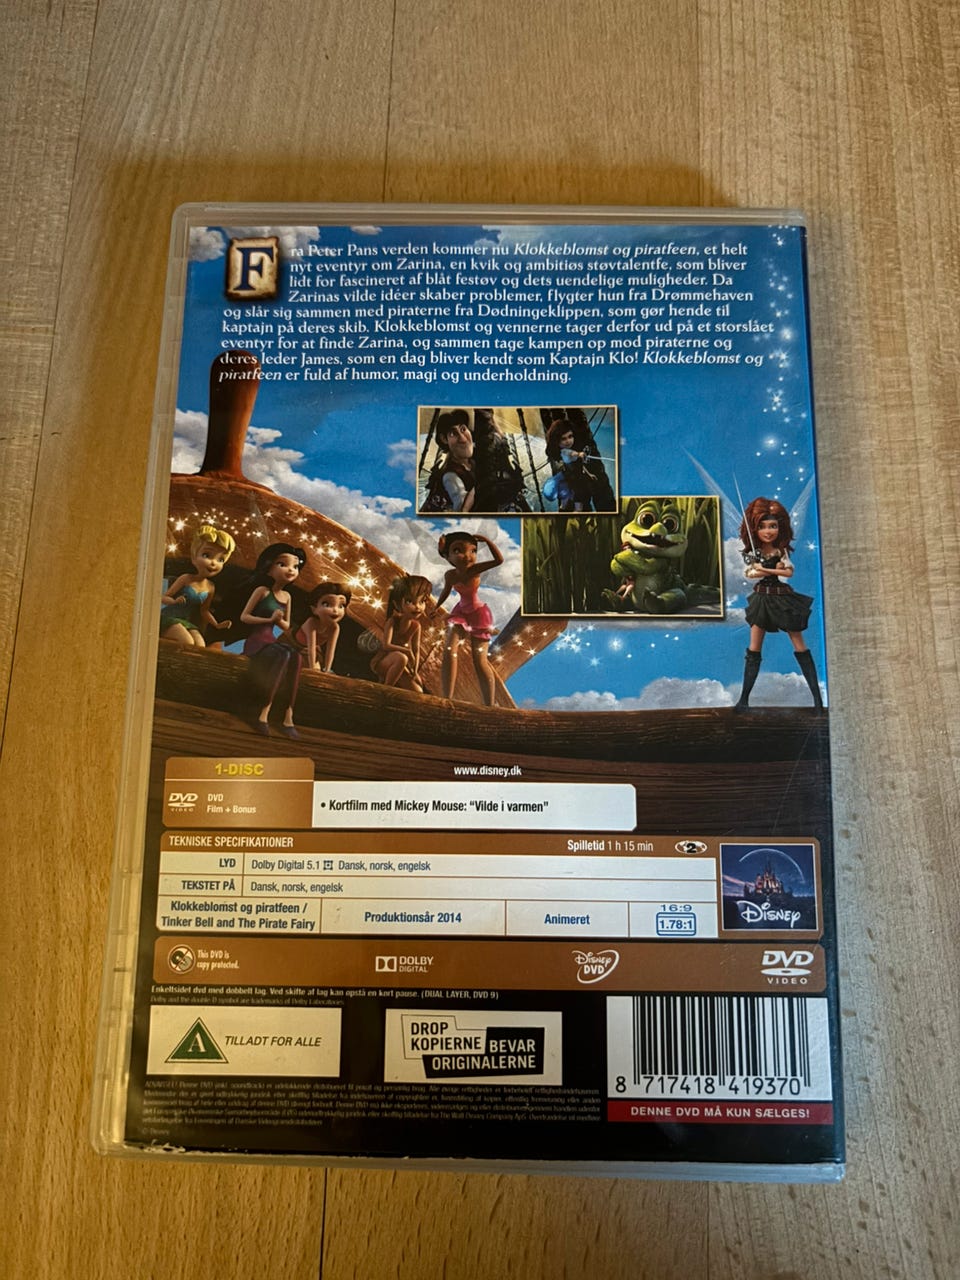 Fra Peter Pans verden kommer nu Klokkeblomst og piratfeen, et helt
nyt eventyr om Zarina, en kvik og ambitiøs støvtalentfe, som bliver
lidt for fascineret af blåt festøv og dets uendelige muligheder. Da
Zarinas vilde idéer skaber problemer, flygter hun fra Drømmehaven
og slår sig sammen med piraterne fra Dødningeklippen, som gør hende til
kaptajn på deres skib. Klokkeblomst og vennerne tager derfor ud på et storslået
eventyr for at finde Zarina, og sammen tage kampen op mod piraterne og
deres leder James, som en dag bliver kendt som Kaptajn Klo! Klokkeblomst og
piratfeen er fuld af humor, magi og underholdning.
www.disney.dk
1-DISC
DVD VIDEO
DVD
Film + Bonus
• Kortfilm med Mickey Mouse: "Vilde i varmen"
TEKNISKE SPECIFIKATIONER
Spilletid 1 h 15 min
2
LYD
Dolby Digital 5.1 Dansk, norsk, engelsk
TEKSTET PÅ
Dansk, norsk, engelsk
Klokkeblomst og piratfeen /
Tinker Bell and The Pirate Fairy
Produktionsår 2014
Animeret
16:9
1.78:1
Disney
This DVD is
copy protected.
DOLBY
DIGITAL
Disney
DVD
DVD
VIDEO
Enkeltsidet dvd med dobbelt lag. Ved skifte af lag kan opstå en kort pause. (DUAL LAYER, DVD 9)
Dolby and the double-D symbol are trademarks of Dolby Laboratories.
A
TILLADT FOR ALLE
DROP
KOPIERNE
BEVAR
ORIGINALERNE
8 717418 419370
DENNE DVD MÅ KUN SÆLGES!
© Disney